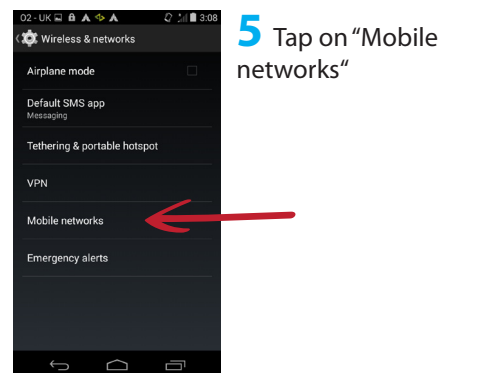 O2 - UK 3:08
Wireless & networks
Airplane mode
Default SMS app
Messaging
Tethering & portable hotspot
VPN
Mobile networks
Emergency alerts
5 Tap on “Mobile
networks“